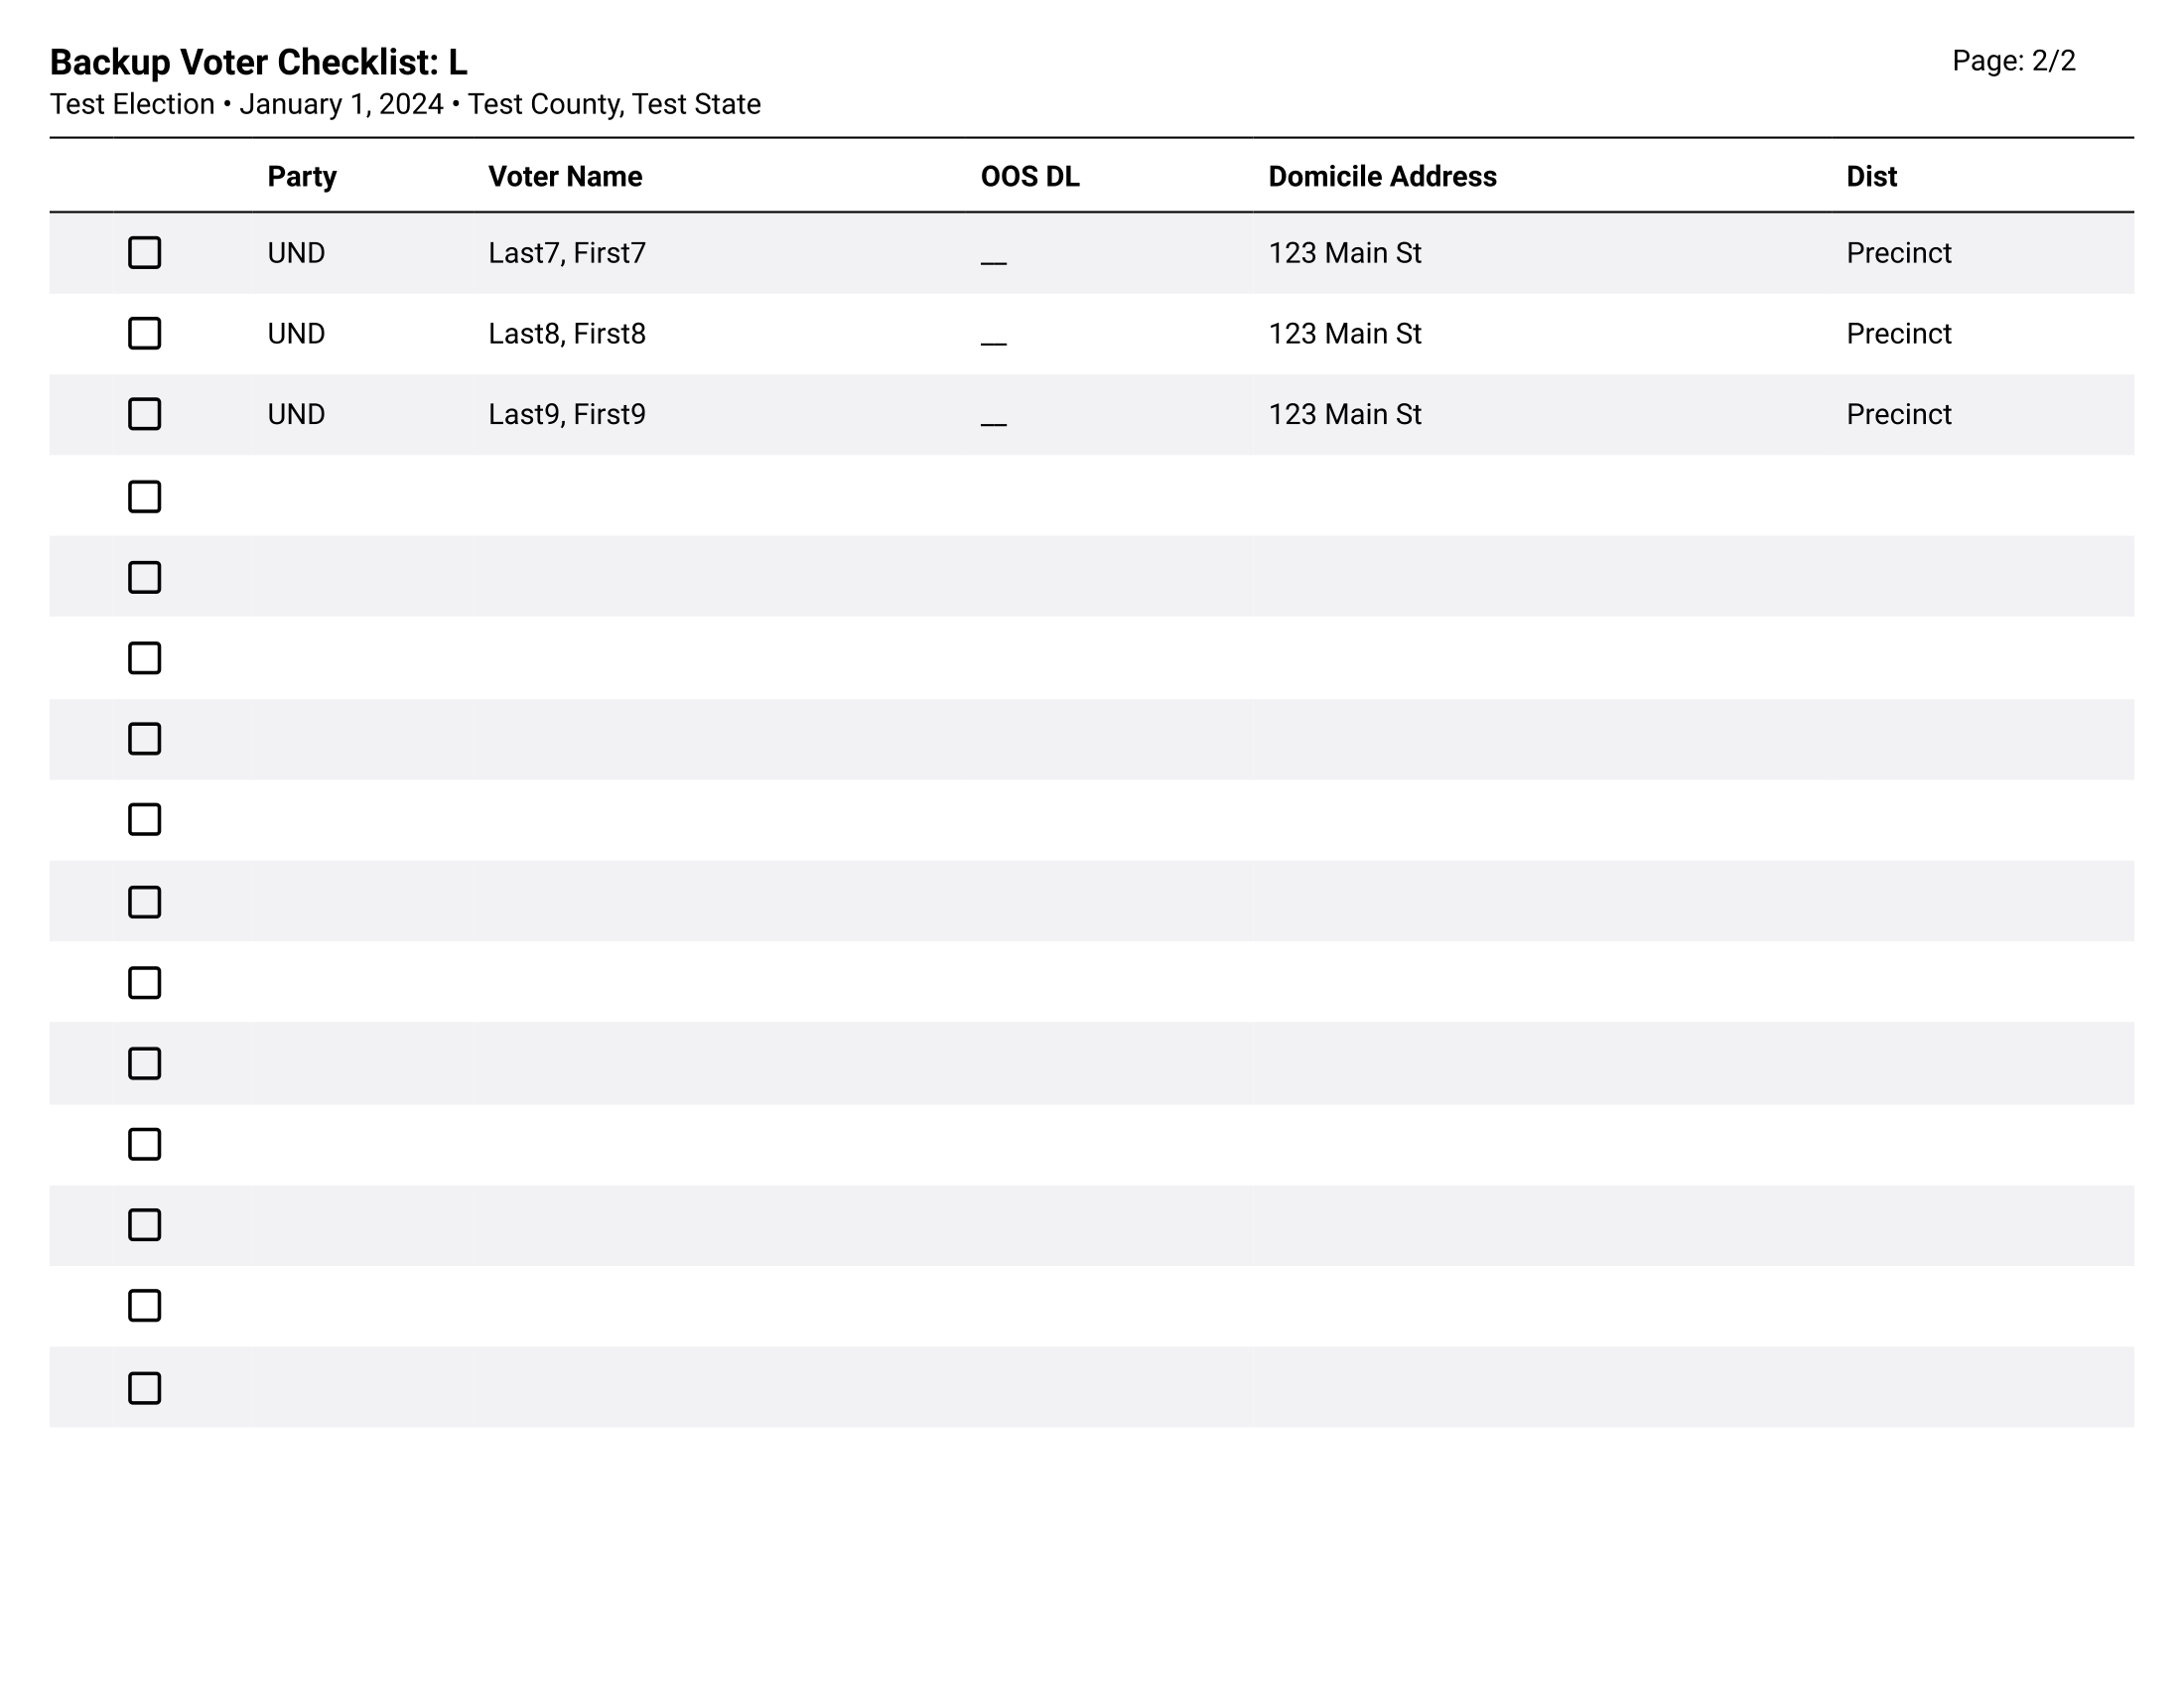 Backup Voter Checklist: L Page: 2/2
Test Election • January 1, 2024 • Test County, Test State
Party Voter Name OOS DL Domicile Address Dist
UND Last7, First7 __ 123 Main St Precinct
UND Last8, First8 __ 123 Main St Precinct
UND Last9, First9 __ 123 Main St Precinct